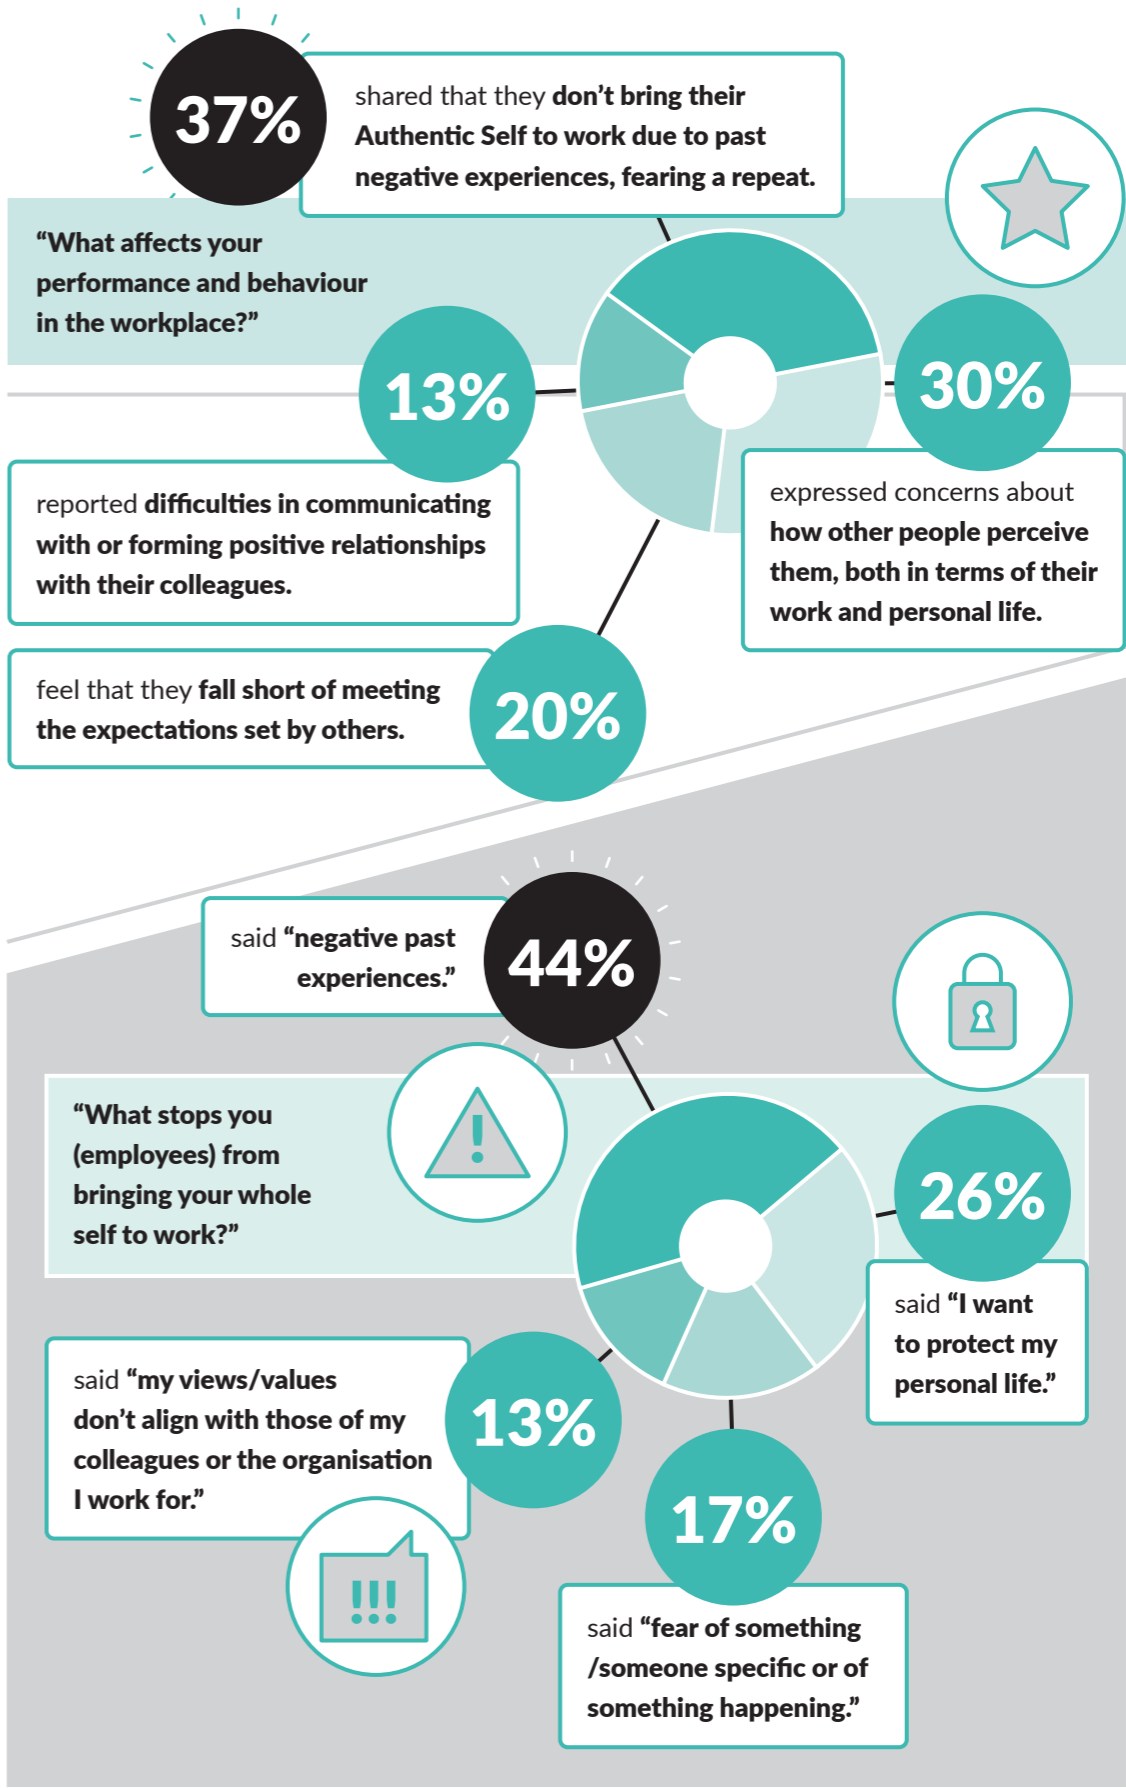 37%
shared that they don’t bring their
Authentic Self to work due to past
negative experiences, fearing a repeat.
“What affects your
performance and behaviour
in the workplace?”
13%
30%
reported difficulties in communicating
with or forming positive relationships
with their colleagues.
expressed concerns about
how other people perceive
them, both in terms of their
work and personal life.
feel that they fall short of meeting
the expectations set by others.
20%
said “negative past
experiences.”
44%
“What stops you
(employees) from
bringing your whole
self to work?”
!
26%
said “I want
to protect my
personal life.”
said “my views/values
don’t align with those of my
colleagues or the organisation
I work for.”
13%
!!!
17%
said “fear of something
/someone specific or of
something happening.”